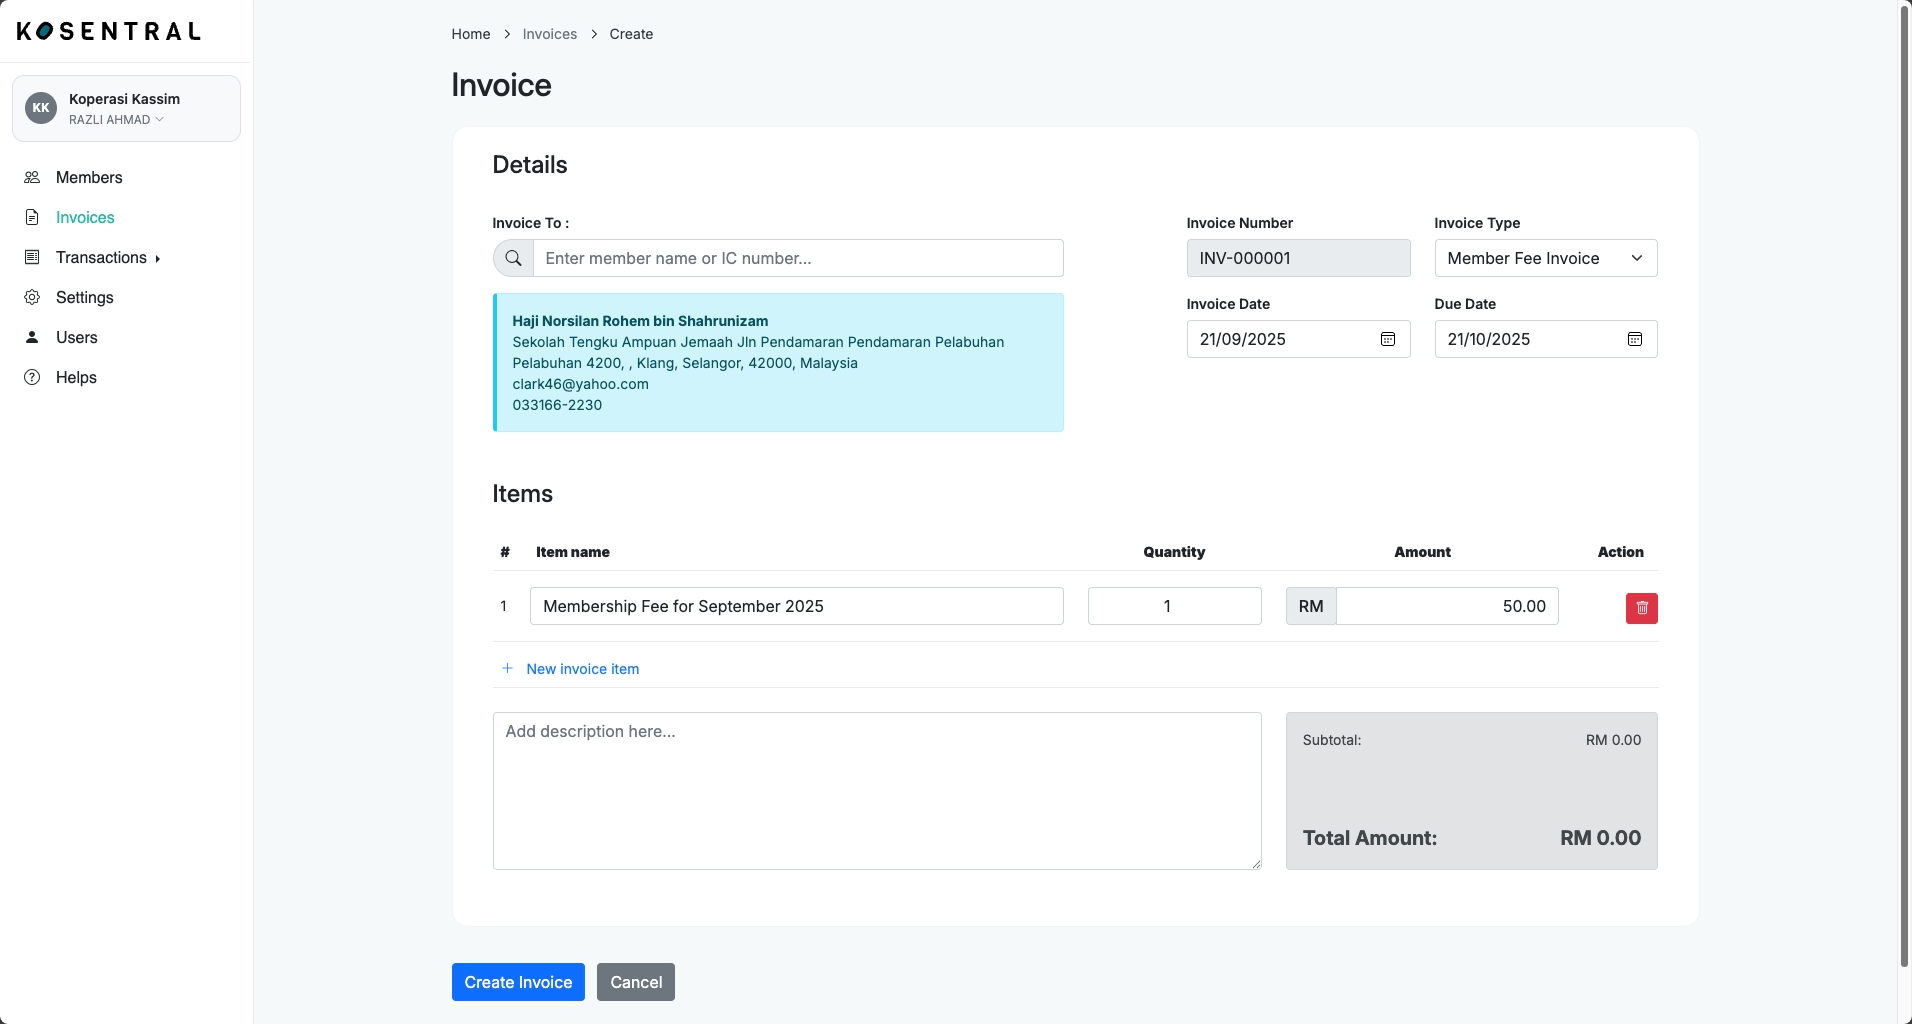 KOSENTRAL
KK
Koperasi Kassim
RAZLI AHMAD
Members
Invoices
Transactions
Settings
Users
Helps
Home > Invoices > Create
Invoice
Details
Invoice To :
Enter member name or IC number...
Haji Norsilan Rohem bin Shahrunizam
Sekolah Tengku Ampuan Jemaah Jln Pendamaran Pendamaran Pelabuhan
Pelabuhan 4200, , Klang, Selangor, 42000, Malaysia
clark46@yahoo.com
033166-2230
Invoice Number
INV-000001
Invoice Type
Member Fee Invoice
Invoice Date
21/09/2025
Due Date
21/10/2025
Items
# Item name Quantity Amount Action
1 Membership Fee for September 2025 1 RM 50.00
+ New invoice item
Add description here...
Subtotal: RM 0.00
Total Amount: RM 0.00
Create Invoice
Cancel